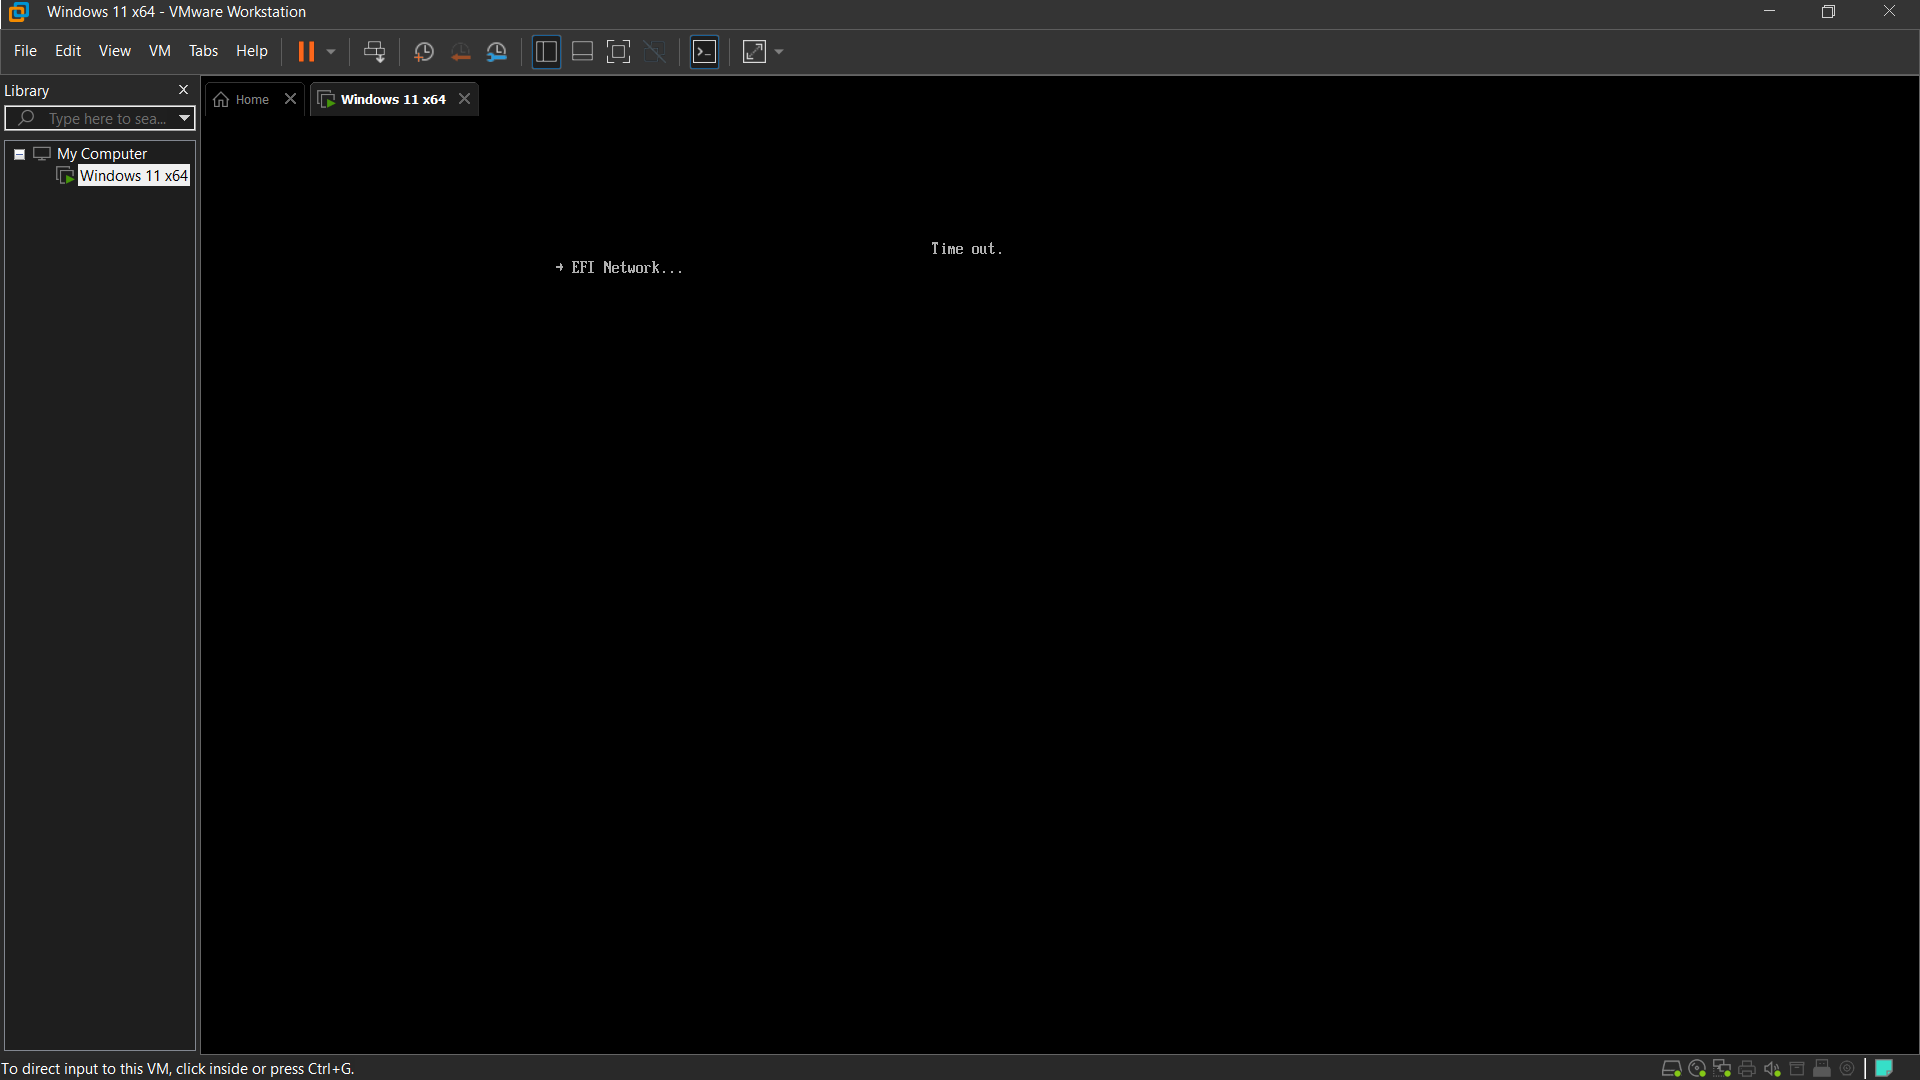 Windows 11 x64 - VMware Workstation
File Edit View VM Tabs Help
Library
Home
Windows 11 x64
Type here to sea...
My Computer
Windows 11 x64
Time out.
→ EFI Network...
To direct input to this VM, click inside or press Ctrl+G.